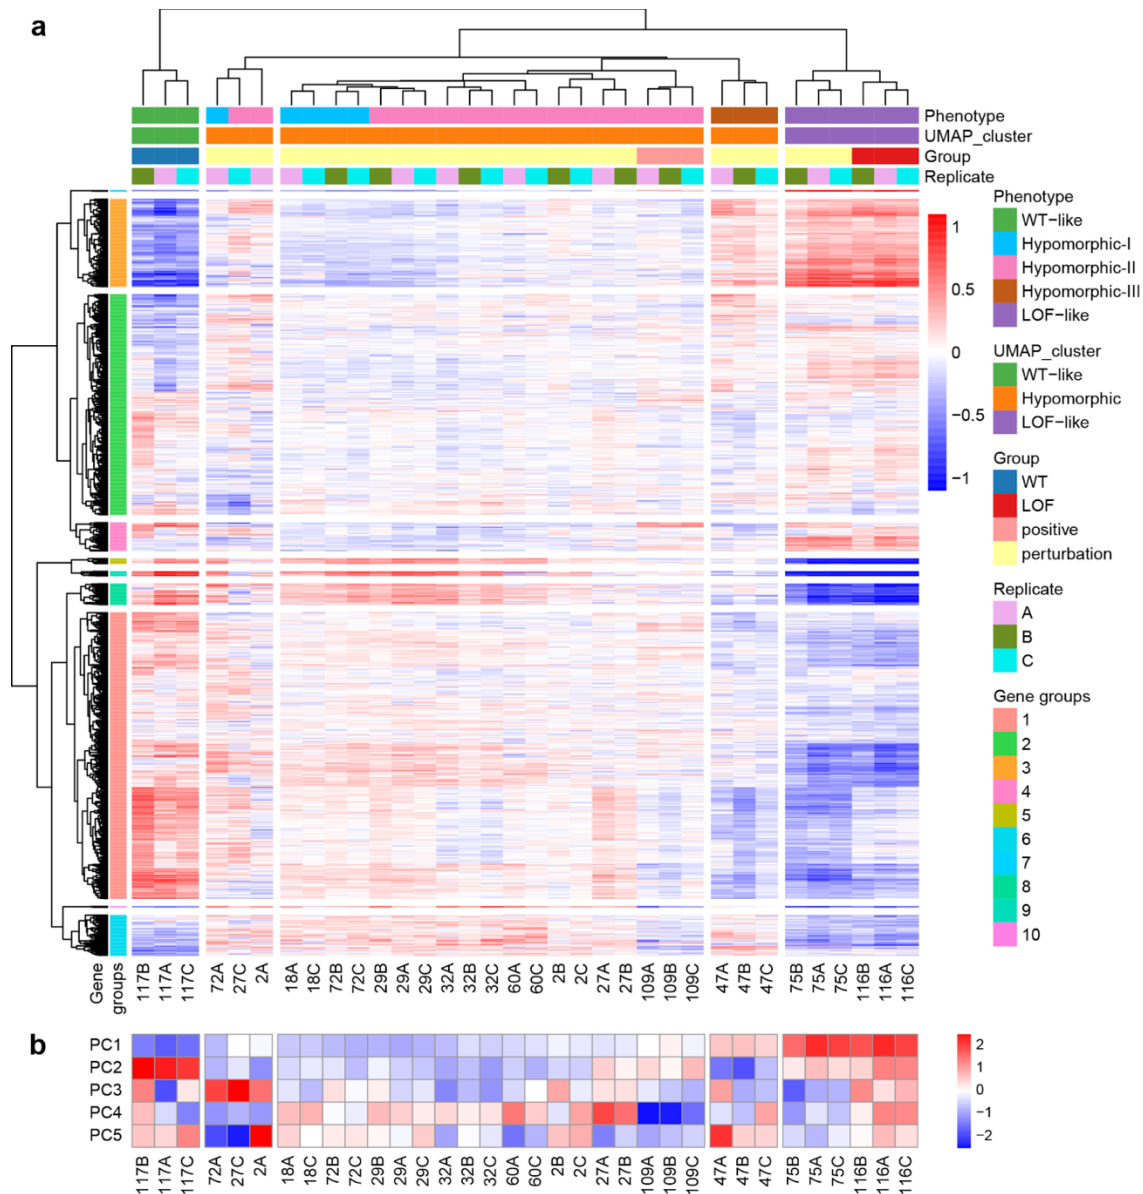 a
Phenotype
UMAP_cluster
Group
Replicate
1
0.5
0
−0.5
−1
Phenotype
WT−like
Hypomorphic-I
Hypomorphic-II
Hypomorphic-III
LOF−like
UMAP_cluster
WT−like
Hypomorphic
LOF−like
Group
WT
LOF
positive
perturbation
Replicate
A
B
C
Gene groups
1
2
3
4
5
6
7
8
9
10
Gene groups 117B 117A 117C 72A 27C 2A 18A 18C 72B 72C 29B 29A 29C 32A 32B 32C 60A 60C 2B 2C 27A 27B 109A 109B 109C 47A 47B 47C 75B 75A 75C 116B 116A 116C
b
PC1
PC2
PC3
PC4
PC5
2
1
0
−1
−2
117B 117A 117C 72A 27C 2A 18A 18C 72B 72C 29B 29A 29C 32A 32B 32C 60A 60C 2B 2C 27A 27B 109A 109B 109C 47A 47B 47C 75B 75A 75C 116B 116A 116C